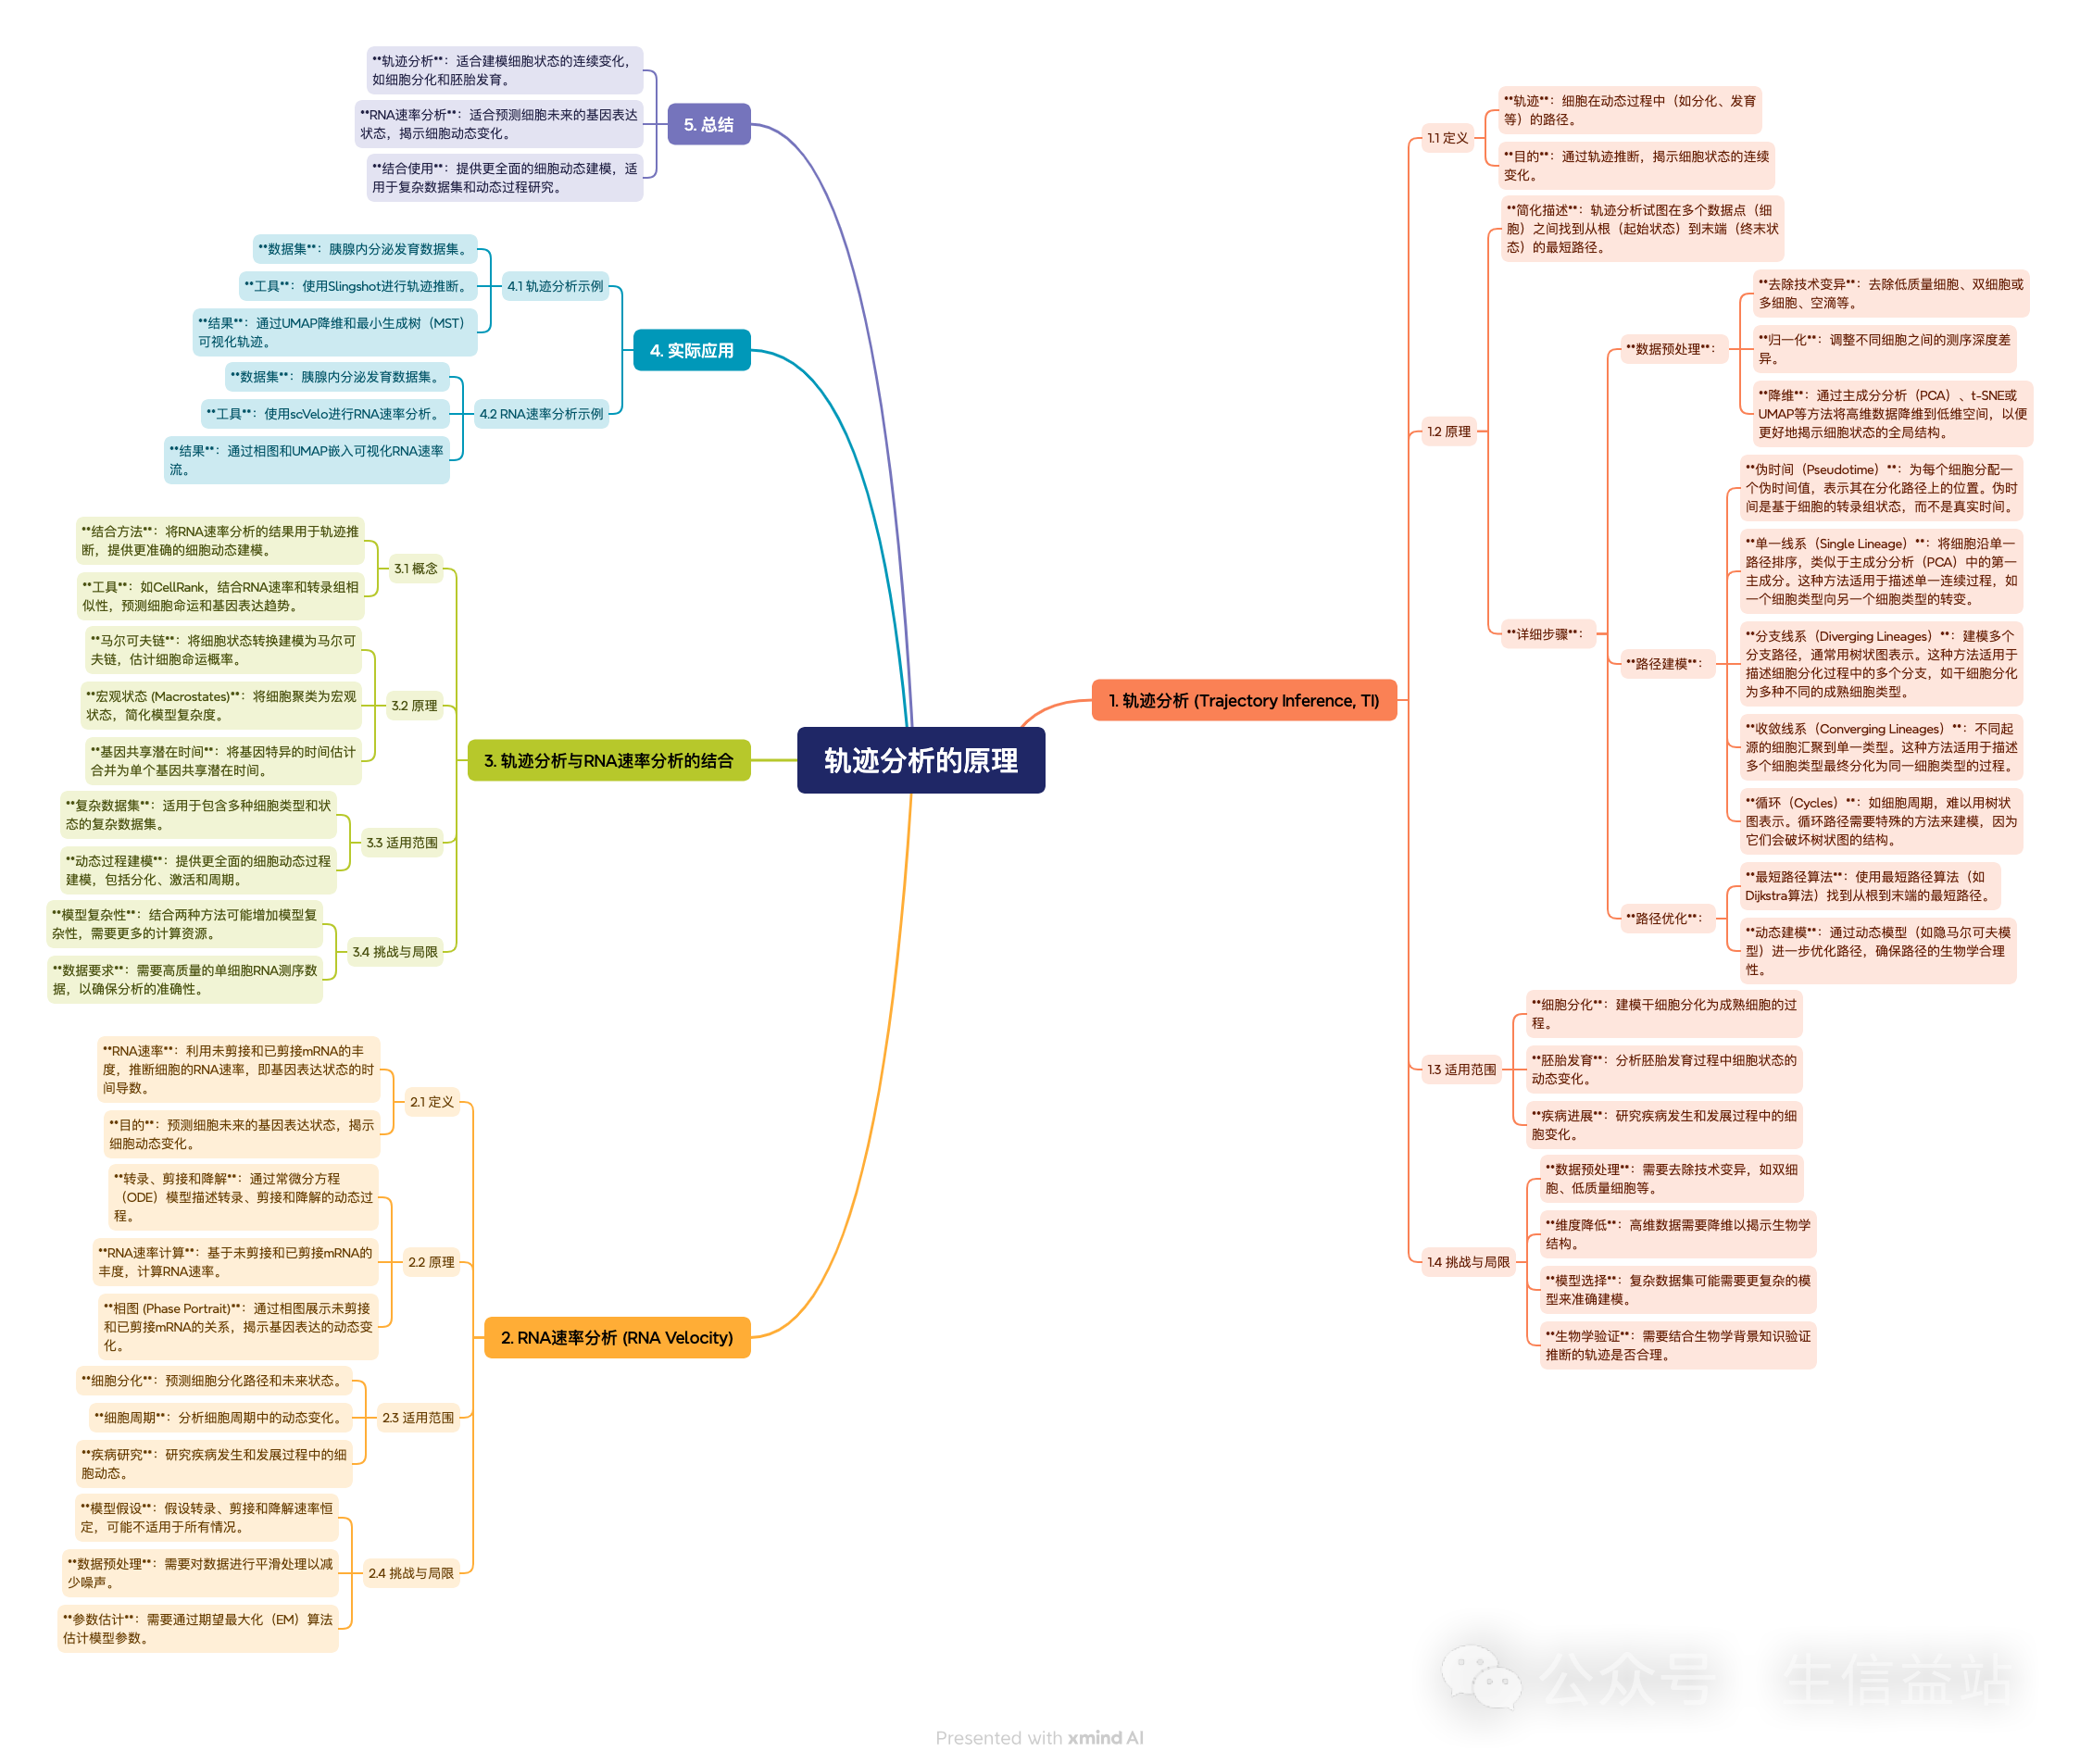 轨迹分析的原理
1. 轨迹分析 (Trajectory Inference, TI)
1.1 定义
**轨迹**：细胞在动态过程中（如分化、发育
等）的路径。
**目的**：通过轨迹推断，揭示细胞状态的连续
变化。
1.2 原理
**简化描述**：轨迹分析试图在多个数据点（细
胞）之间找到从根（起始状态）到末端（终末状
态）的最短路径。
**详细步骤**：
**数据预处理**：
**去除技术变异**：去除低质量细胞、双细胞或
多细胞、空滴等。
**归一化**：调整不同细胞之间的测序深度差
异。
**降维**：通过主成分分析（PCA）、t-SNE或
UMAP等方法将高维数据降维到低维空间，以便
更好地揭示细胞状态的全局结构。
**路径建模**：
**伪时间（Pseudotime）**：为每个细胞分配一
个伪时间值，表示其在分化路径上的位置。伪时
间是基于细胞的转录组状态，而不是真实时间。
**单一线系（Single Lineage）**：将细胞沿单一
路径排序，类似于主成分分析（PCA）中的第一
主成分。这种方法适用于描述单一连续过程，如
一个细胞类型向另一个细胞类型的转变。
**分支线系（Diverging Lineages）**：建模多个
分支路径，通常用树状图表示。这种方法适用于
描述细胞分化过程中的多个分支，如干细胞分化
为多种不同的成熟细胞类型。
**收敛线系（Converging Lineages）**：不同起
源的细胞汇聚到单一类型。这种方法适用于描述
多个细胞类型最终分化为同一细胞类型的过程。
**循环（Cycles）**：如细胞周期，难以用树状
图表示。循环路径需要特殊的方法来建模，因为
它们会破坏树状图的结构。
**路径优化**：
**最短路径算法**：使用最短路径算法（如
Dijkstra算法）找到从根到末端的最短路径。
**动态建模**：通过动态模型（如隐马尔可夫模
型）进一步优化路径，确保路径的生物学合理
性。
1.3 适用范围
**细胞分化**：建模干细胞分化为成熟细胞的过
程。
**胚胎发育**：分析胚胎发育过程中细胞状态的
动态变化。
**疾病进展**：研究疾病发生和发展过程中的细
胞变化。
1.4 挑战与局限
**数据预处理**：需要去除技术变异，如双细
胞、低质量细胞等。
**维度降低**：高维数据需要降维以揭示生物学
结构。
**模型选择**：复杂数据集可能需要更复杂的模
型来准确建模。
**生物学验证**：需要结合生物学背景知识验证
推断的轨迹是否合理。
2. RNA速率分析 (RNA Velocity)
2.1 定义
**RNA速率**：利用未剪接和已剪接mRNA的丰
度，推断细胞的RNA速率，即基因表达状态的时
间导数。
**目的**：预测细胞未来的基因表达状态，揭示
细胞动态变化。
2.2 原理
**转录、剪接和降解**：通过常微分方程
（ODE）模型描述转录、剪接和降解的动态过
程。
**RNA速率计算**：基于未剪接和已剪接mRNA的
丰度，计算RNA速率。
**相图 (Phase Portrait)**：通过相图展示未剪接
和已剪接mRNA的关系，揭示基因表达的动态变
化。
2.3 适用范围
**细胞分化**：预测细胞分化路径和未来状态。
**细胞周期**：分析细胞周期中的动态变化。
**疾病研究**：研究疾病发生和发展过程中的细
胞动态。
2.4 挑战与局限
**模型假设**：假设转录、剪接和降解速率恒
定，可能不适用于所有情况。
**数据预处理**：需要对数据进行平滑处理以减
少噪声。
**参数估计**：需要通过期望最大化（EM）算法
估计模型参数。
3. 轨迹分析与RNA速率分析的结合
3.1 概念
**结合方法**：将RNA速率分析的结果用于轨迹推
断，提供更准确的细胞动态建模。
**工具**：如CellRank，结合RNA速率和转录组相
似性，预测细胞命运和基因表达趋势。
3.2 原理
**马尔可夫链**：将细胞状态转换建模为马尔可
夫链，估计细胞命运概率。
**宏观状态 (Macrostates)**：将细胞聚类为宏观
状态，简化模型复杂度。
**基因共享潜在时间**：将基因特异的时间估计
合并为单个基因共享潜在时间。
3.3 适用范围
**复杂数据集**：适用于包含多种细胞类型和状
态的复杂数据集。
**动态过程建模**：提供更全面的细胞动态过程
建模，包括分化、激活和周期。
3.4 挑战与局限
**模型复杂性**：结合两种方法可能增加模型复
杂性，需要更多的计算资源。
**数据要求**：需要高质量的单细胞RNA测序数
据，以确保分析的准确性。
4. 实际应用
4.1 轨迹分析示例
**数据集**：胰腺内分泌发育数据集。
**工具**：使用Slingshot进行轨迹推断。
**结果**：通过UMAP降维和最小生成树（MST）
可视化轨迹。
4.2 RNA速率分析示例
**数据集**：胰腺内分泌发育数据集。
**工具**：使用scVelo进行RNA速率分析。
**结果**：通过相图和UMAP嵌入可视化RNA速率
流。
5. 总结
**轨迹分析**：适合建模细胞状态的连续变化，
如细胞分化和胚胎发育。
**RNA速率分析**：适合预测细胞未来的基因表达
状态，揭示细胞动态变化。
**结合使用**：提供更全面的细胞动态建模，适
用于复杂数据集和动态过程研究。
公众号 生信益站
Presented with xmind AI